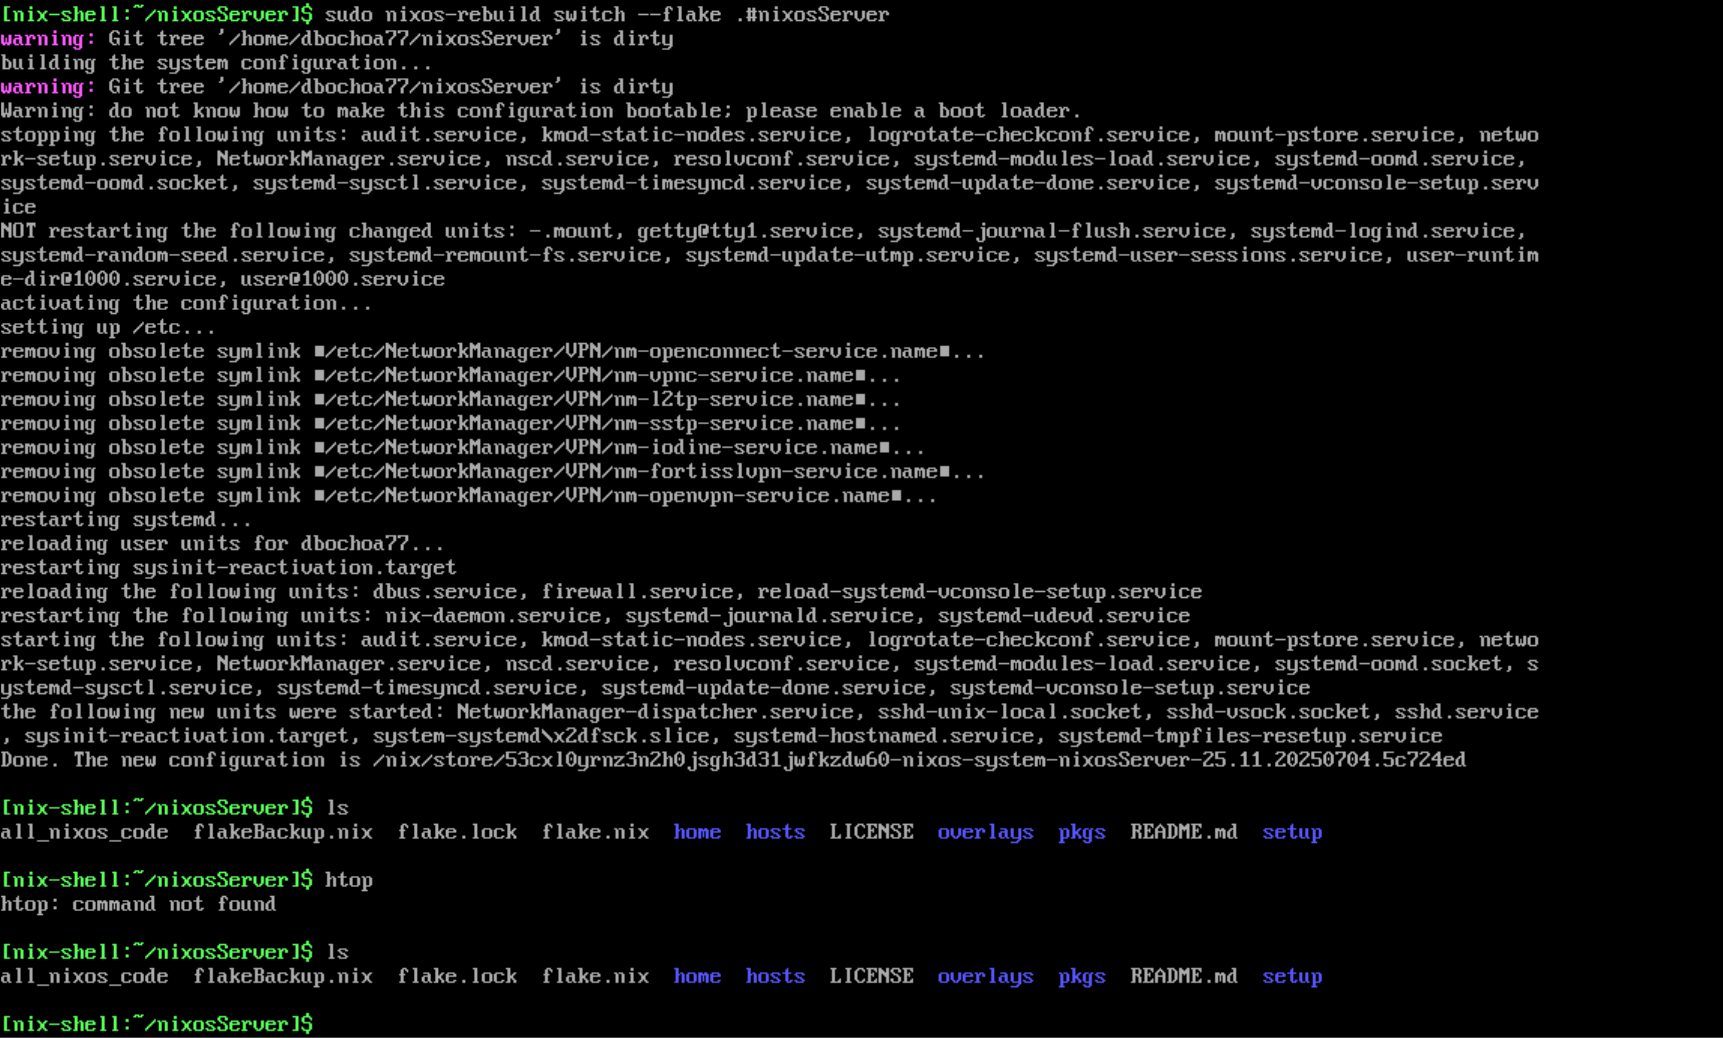 [nix-shell:~/nixosServer]$ sudo nixos-rebuild switch --flake .#nixosServer
warning: Git tree '/home/dbochoa77/nixosServer' is dirty
building the system configuration...
warning: Git tree '/home/dbochoa77/nixosServer' is dirty
Warning: do not know how to make this configuration bootable; please enable a boot loader.
stopping the following units: audit.service, kmod-static-nodes.service, logrotate-checkconf.service, mount-pstore.service, netwo
rk-setup.service, NetworkManager.service, nscd.service, resolvconf.service, systemd-modules-load.service, systemd-oomd.service,
systemd-oomd.socket, systemd-sysctl.service, systemd-timesyncd.service, systemd-update-done.service, systemd-vconsole-setup.serv
ice
NOT restarting the following changed units: -.mount, getty@tty1.service, systemd-journal-flush.service, systemd-logind.service,
systemd-random-seed.service, systemd-remount-fs.service, systemd-update-utmp.service, systemd-user-sessions.service, user-runtim
e-dir@1000.service, user@1000.service
activating the configuration...
setting up /etc...
removing obsolete symlink ■/etc/NetworkManager/VPN/nm-openconnect-service.name■...
removing obsolete symlink ■/etc/NetworkManager/VPN/nm-vpnc-service.name■...
removing obsolete symlink ■/etc/NetworkManager/VPN/nm-l2tp-service.name■...
removing obsolete symlink ■/etc/NetworkManager/VPN/nm-sstp-service.name■...
removing obsolete symlink ■/etc/NetworkManager/VPN/nm-iodine-service.name■...
removing obsolete symlink ■/etc/NetworkManager/VPN/nm-fortisslvpn-service.name■...
removing obsolete symlink ■/etc/NetworkManager/VPN/nm-openvpn-service.name■...
restarting systemd...
reloading user units for dbochoa77...
restarting sysinit-reactivation.target
reloading the following units: dbus.service, firewall.service, reload-systemd-vconsole-setup.service
restarting the following units: nix-daemon.service, systemd-journald.service, systemd-udevd.service
starting the following units: audit.service, kmod-static-nodes.service, logrotate-checkconf.service, mount-pstore.service, netwo
rk-setup.service, NetworkManager.service, nscd.service, resolvconf.service, systemd-modules-load.service, systemd-oomd.socket, s
ystemd-sysctl.service, systemd-timesyncd.service, systemd-update-done.service, systemd-vconsole-setup.service
the following new units were started: NetworkManager-dispatcher.service, sshd-unix-local.socket, sshd-vsock.socket, sshd.service
, sysinit-reactivation.target, system-systemd\x2dfsck.slice, systemd-hostnamed.service, systemd-tmpfiles-resetup.service
Done. The new configuration is /nix/store/53cxl0yrnz3n2h0jsgh3d31jwfkzdw60-nixos-system-nixosServer-25.11.20250704.5c724ed
[nix-shell:~/nixosServer]$ ls
all_nixos_code  flakeBackup.nix  flake.lock  flake.nix  home  hosts  LICENSE  overlays  pkgs  README.md  setup
[nix-shell:~/nixosServer]$ htop
htop: command not found
[nix-shell:~/nixosServer]$ ls
all_nixos_code  flakeBackup.nix  flake.lock  flake.nix  home  hosts  LICENSE  overlays  pkgs  README.md  setup
[nix-shell:~/nixosServer]$